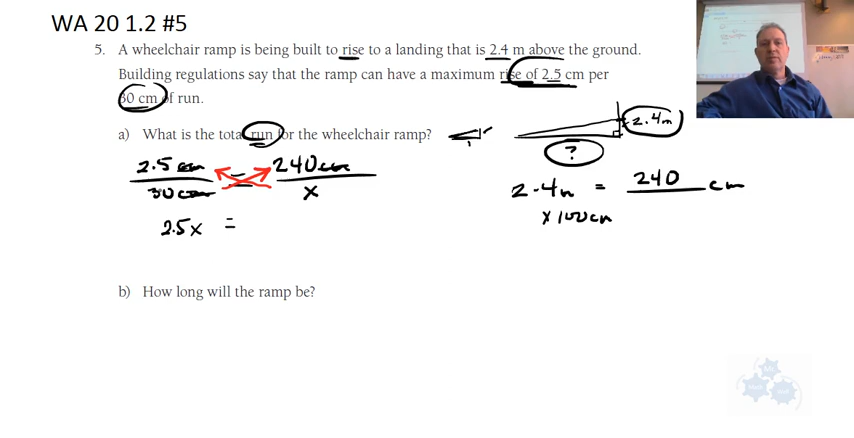 WA 20 1.2 #5
5. A wheelchair ramp is being built to rise to a landing that is 2.4 m above the ground.
Building regulations say that the ramp can have a maximum rise of 2.5 cm per
30 cm of run.
a) What is the total run for the wheelchair ramp?
2.4m
?
2.5 cm
30 cm
=
240 cm
x
2.4m = 240 cm
x 100 cm
2.5x =
b) How long will the ramp be?